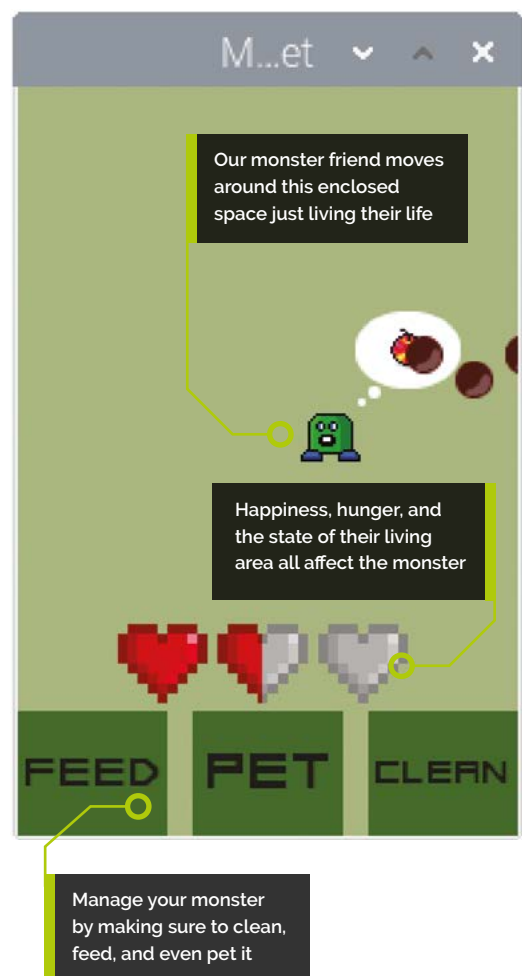 M...et
Our monster friend moves
around this enclosed
space just living their life
Happiness, hunger, and
the state of their living
area all affect the monster
FEED PET CLEAN
Manage your monster
by making sure to clean,
feed, and even pet it